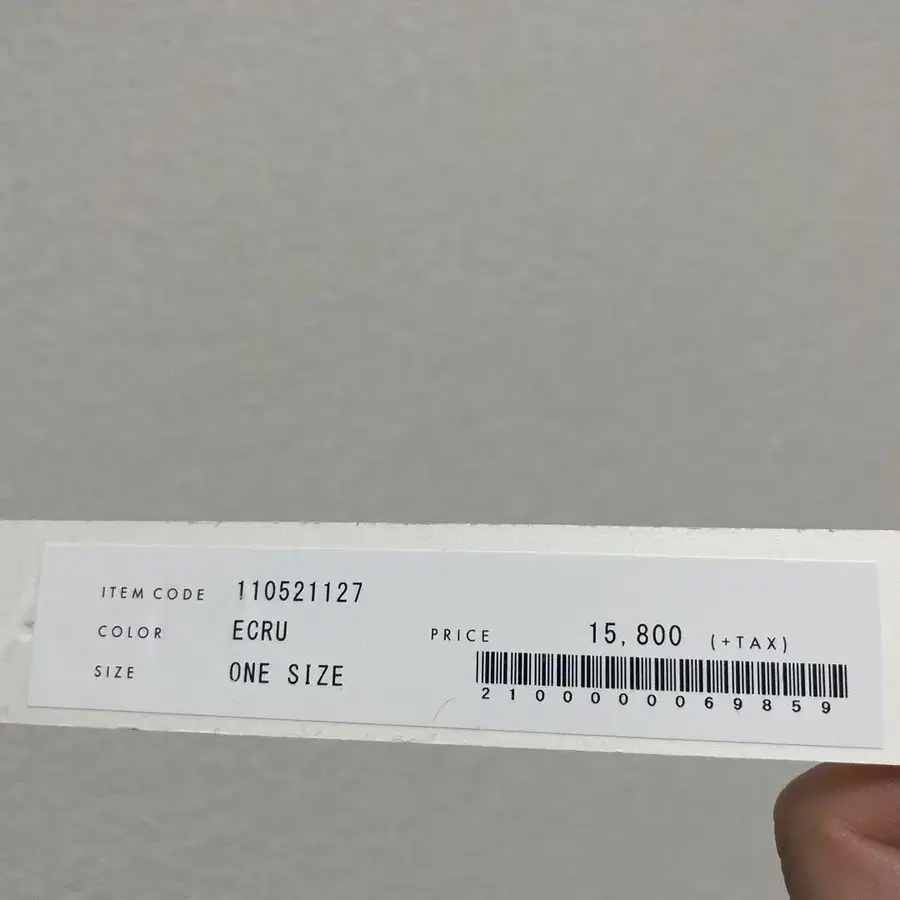 ITEM CODE 110521127
COLOR ECRU
SIZE ONE SIZE
PRICE 15,800 (+TAX)
2100000069859